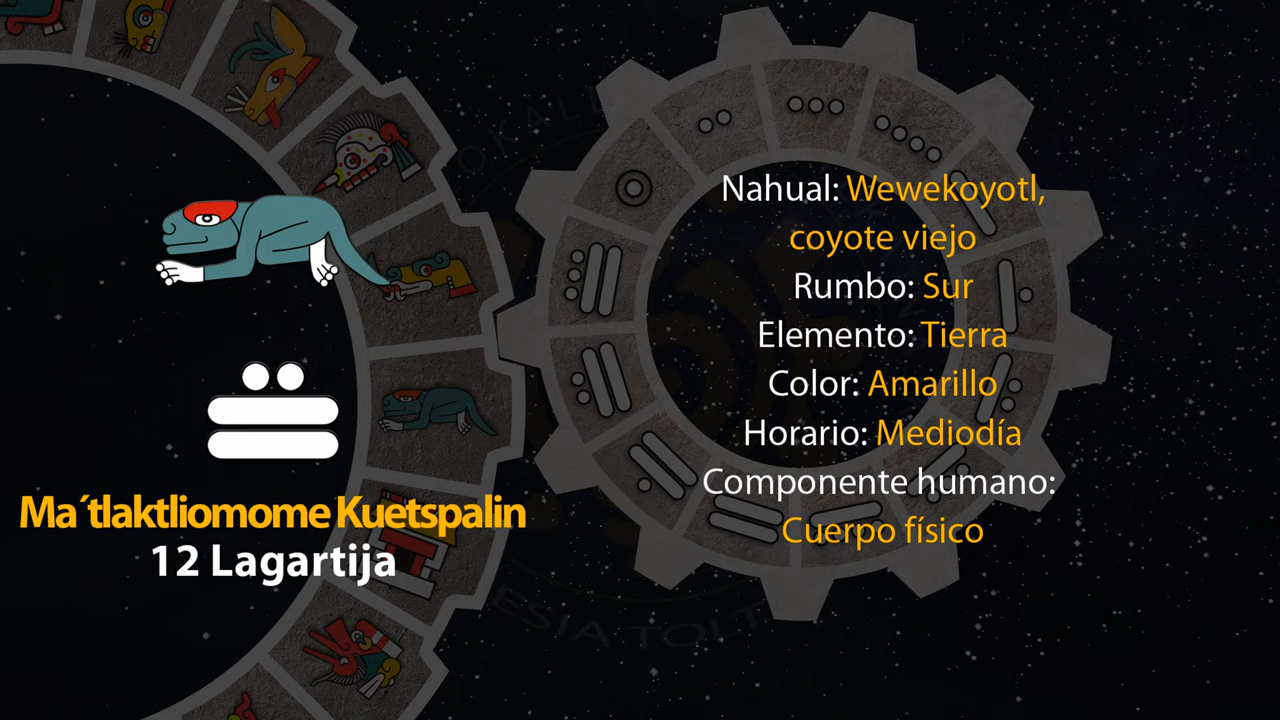 Ma´tlaktliomome Kuetspalin
12 Lagartija
Nahual: Wewekoyotl,
coyote viejo
Rumbo: Sur
Elemento: Tierra
Color: Amarillo
Horario: Mediodía
Componente humano:
Cuerpo físico